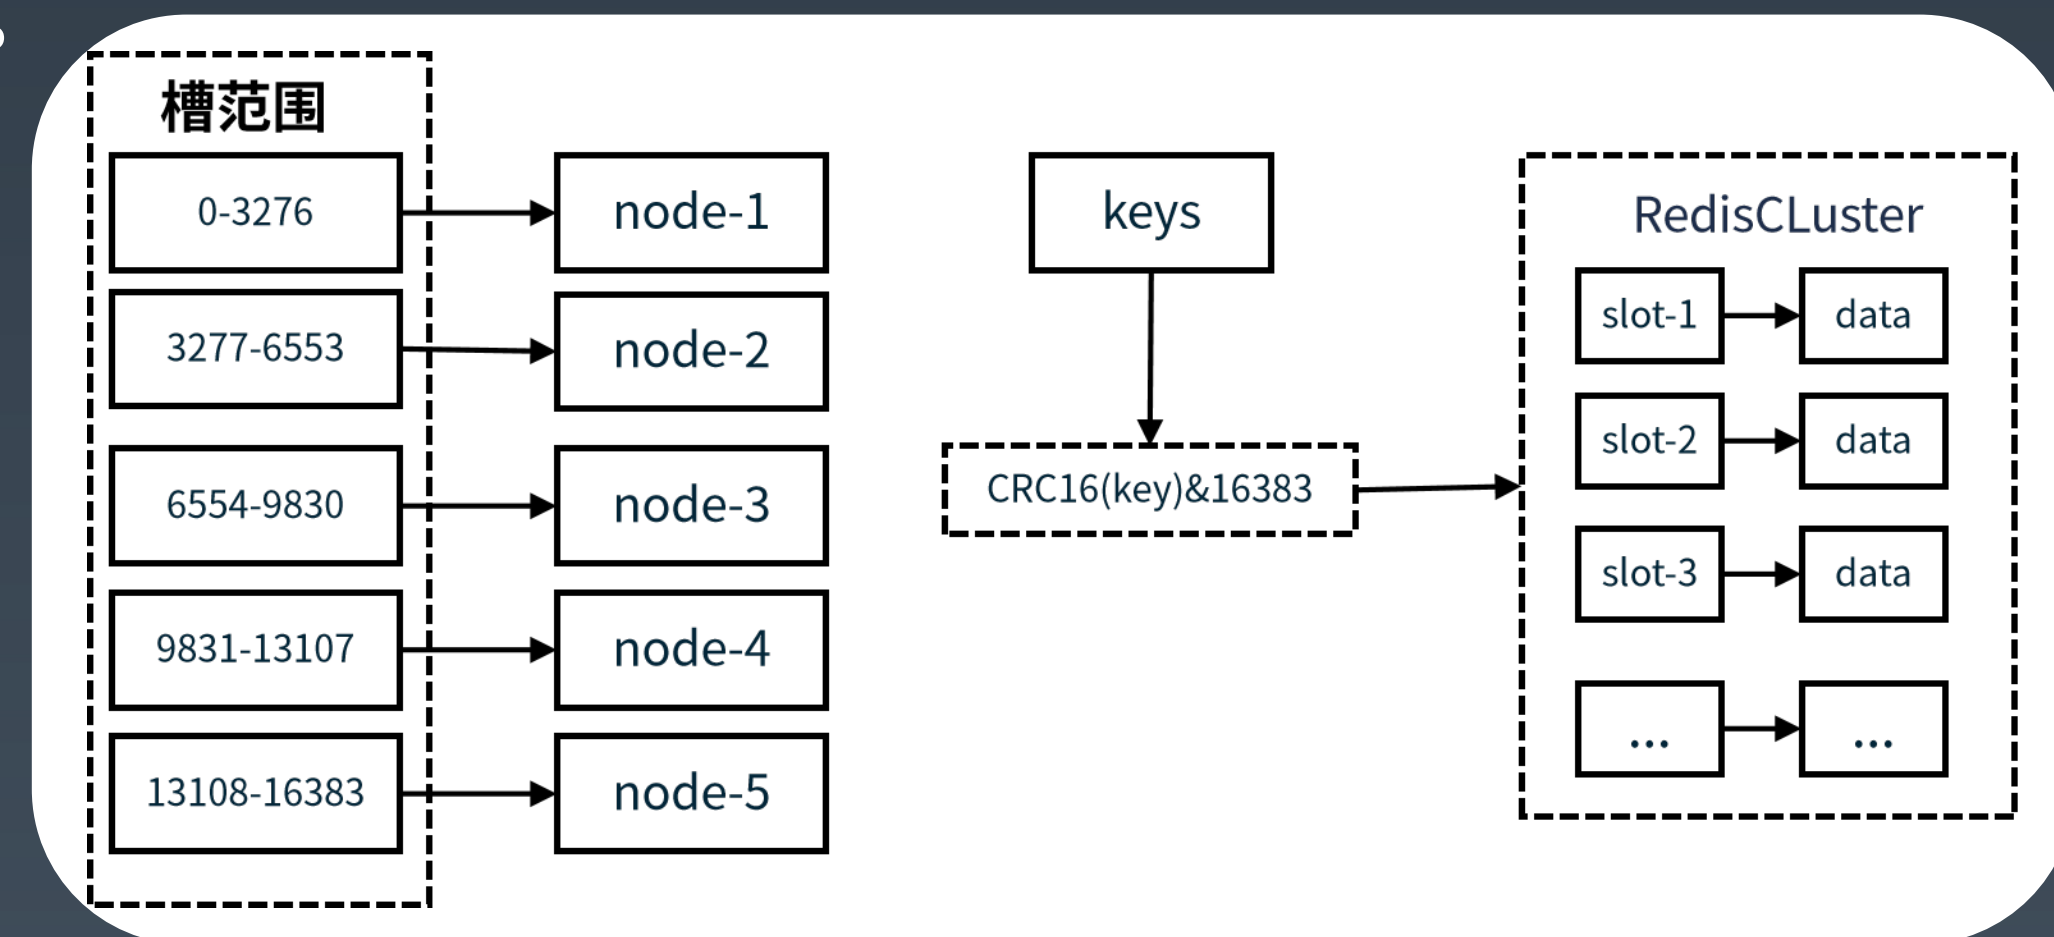 槽范围
0-3276
node-1
3277-6553
node-2
6554-9830
node-3
9831-13107
node-4
13108-16383
node-5
keys
CRC16(key)&16383
RedisCLuster
slot-1
data
slot-2
data
slot-3
data
...
...